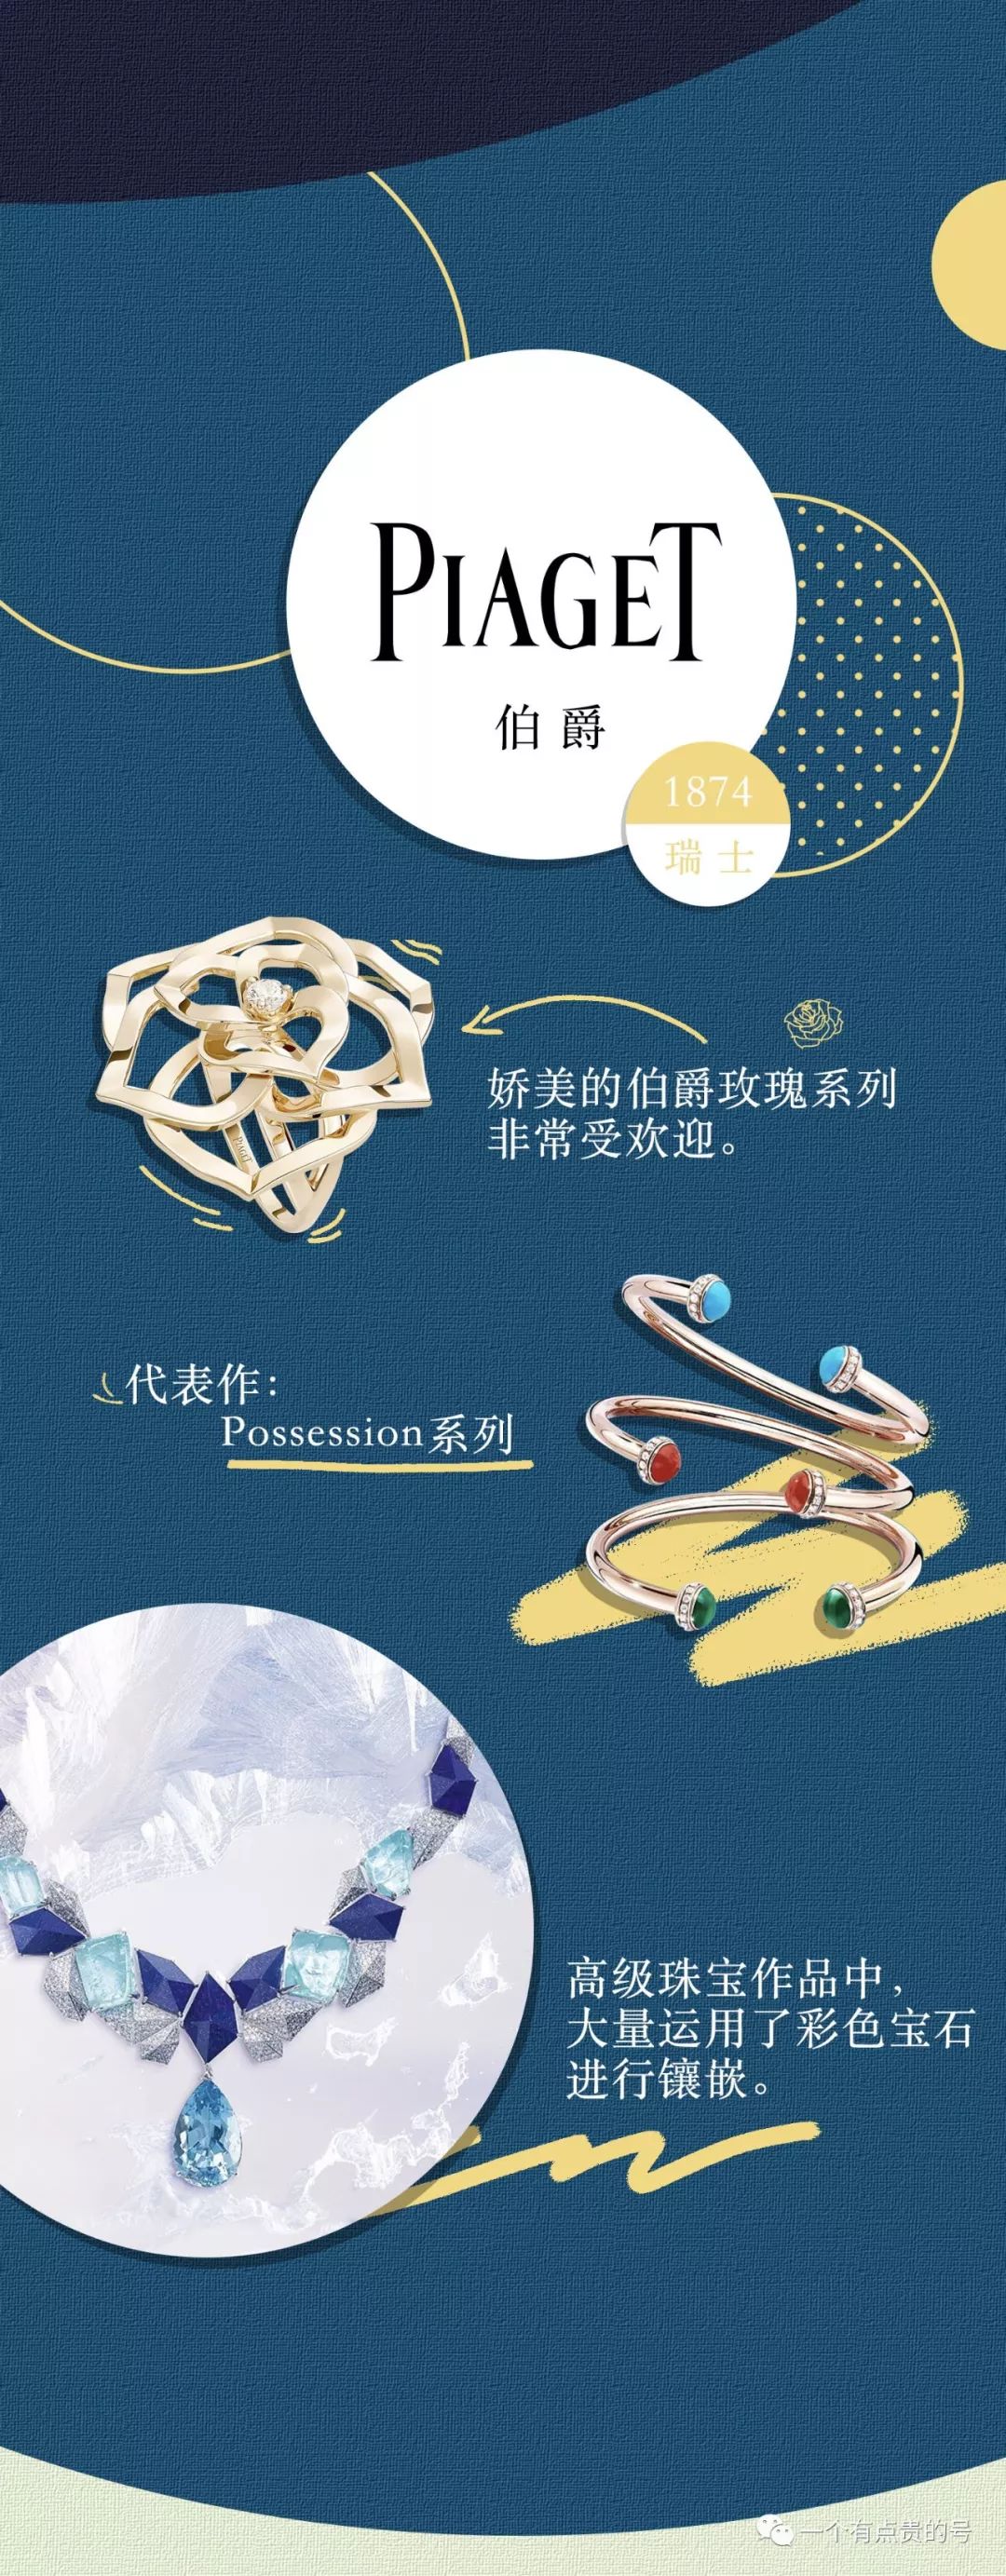 PIAGET
伯爵
1874
瑞士
PIAGET
娇美的伯爵玫瑰系列
非常受欢迎。
代表作：
Possession系列
高级珠宝作品中，
大量运用了彩色宝石
进行镶嵌。
一个有点贵的号